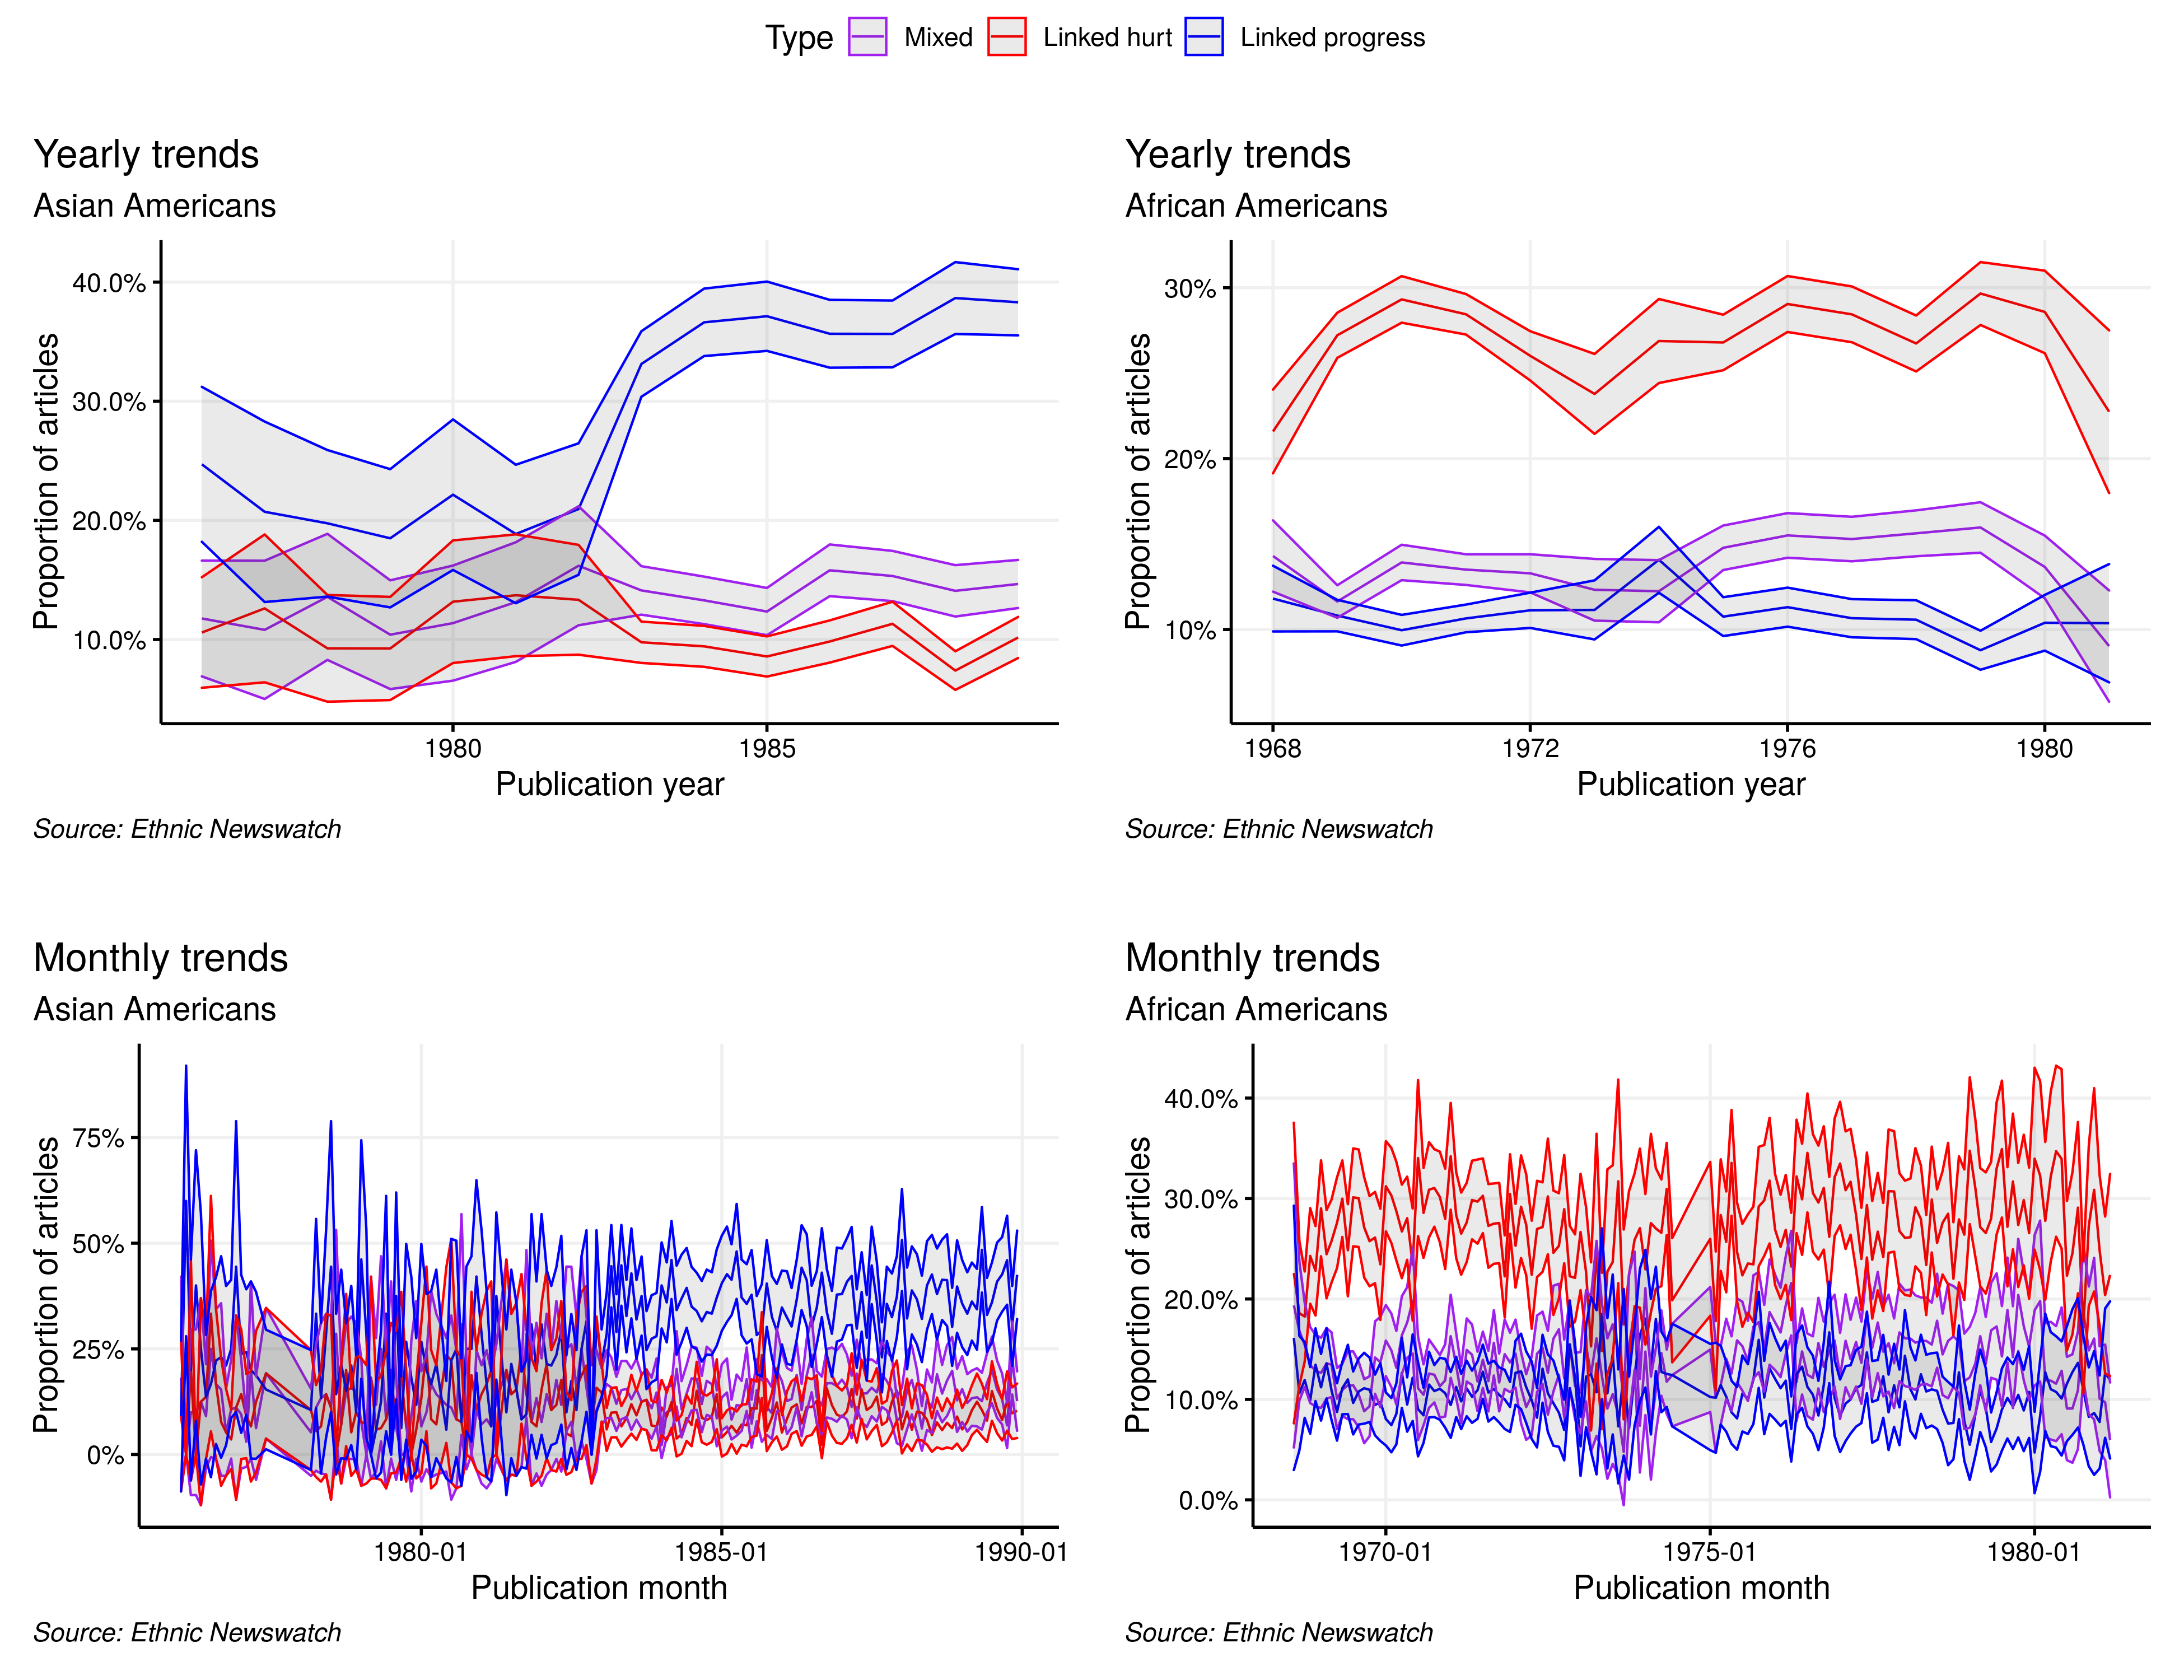 Type Mixed Linked hurt Linked progress
Yearly trends
Asian Americans
Proportion of articles
40.0%
30.0%
20.0%
10.0%
1980 1985
Publication year
Source: Ethnic Newswatch
Yearly trends
African Americans
Proportion of articles
30%
20%
10%
1968 1972 1976 1980
Publication year
Source: Ethnic Newswatch
Monthly trends
Asian Americans
Proportion of articles
75%
50%
25%
0%
1980-01 1985-01 1990-01
Publication month
Source: Ethnic Newswatch
Monthly trends
African Americans
Proportion of articles
40.0%
30.0%
20.0%
10.0%
0.0%
1970-01 1975-01 1980-01
Publication month
Source: Ethnic Newswatch